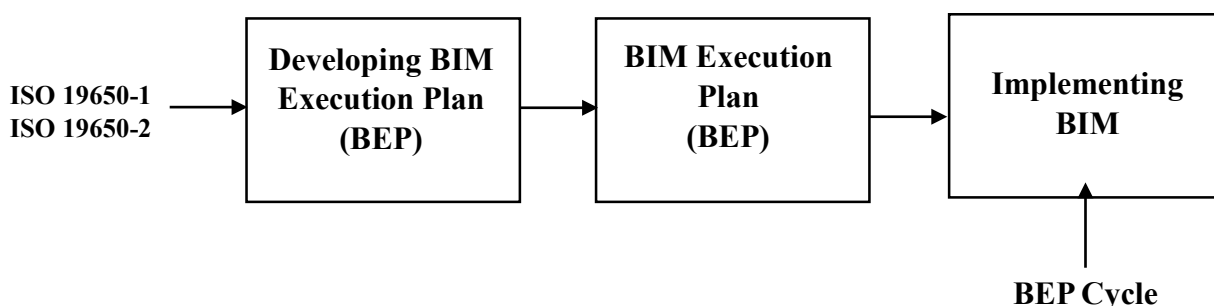 ISO 19650-1
ISO 19650-2
Developing BIM
Execution Plan
(BEP)
BIM Execution
Plan
(BEP)
Implementing
BIM
BEP Cycle